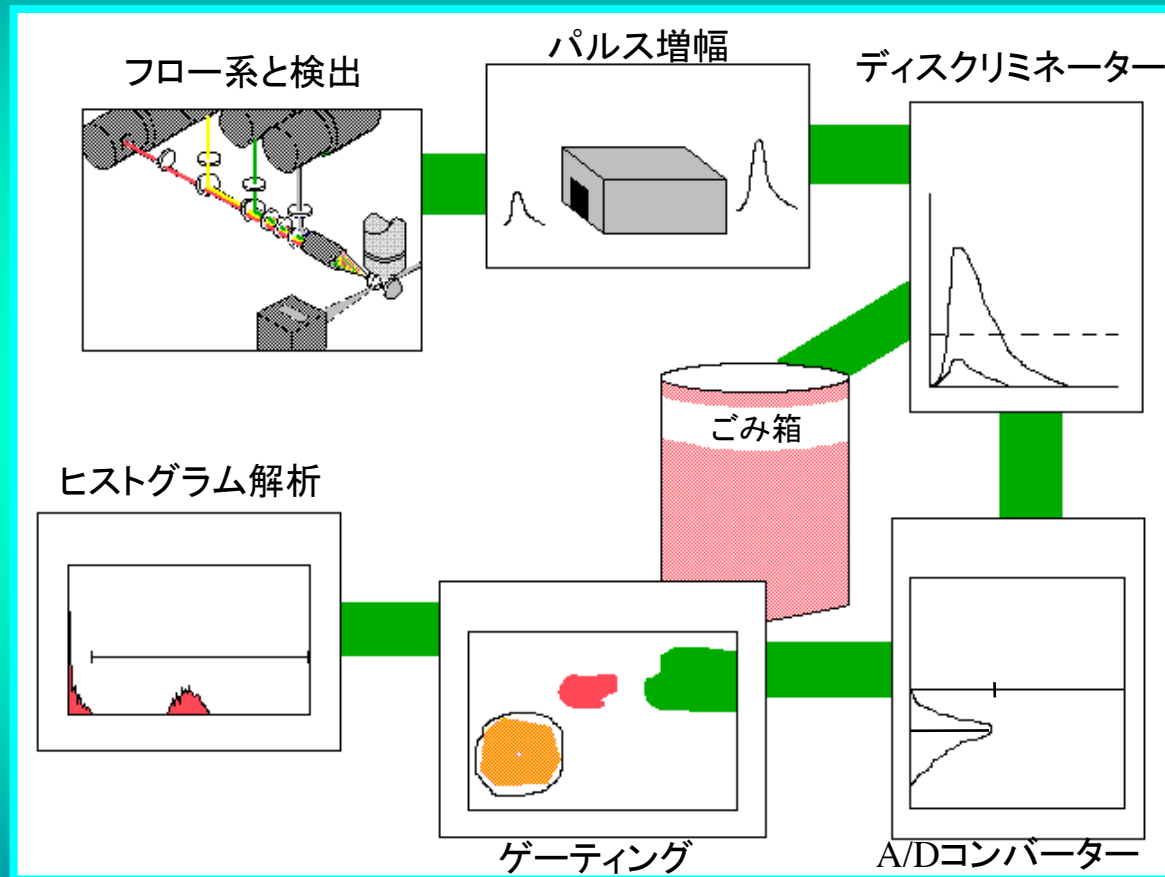 フロー系と検出
パルス増幅
ディスクリミネーター
ごみ箱
ヒストグラム解析
ゲーティング
A/Dコンバーター